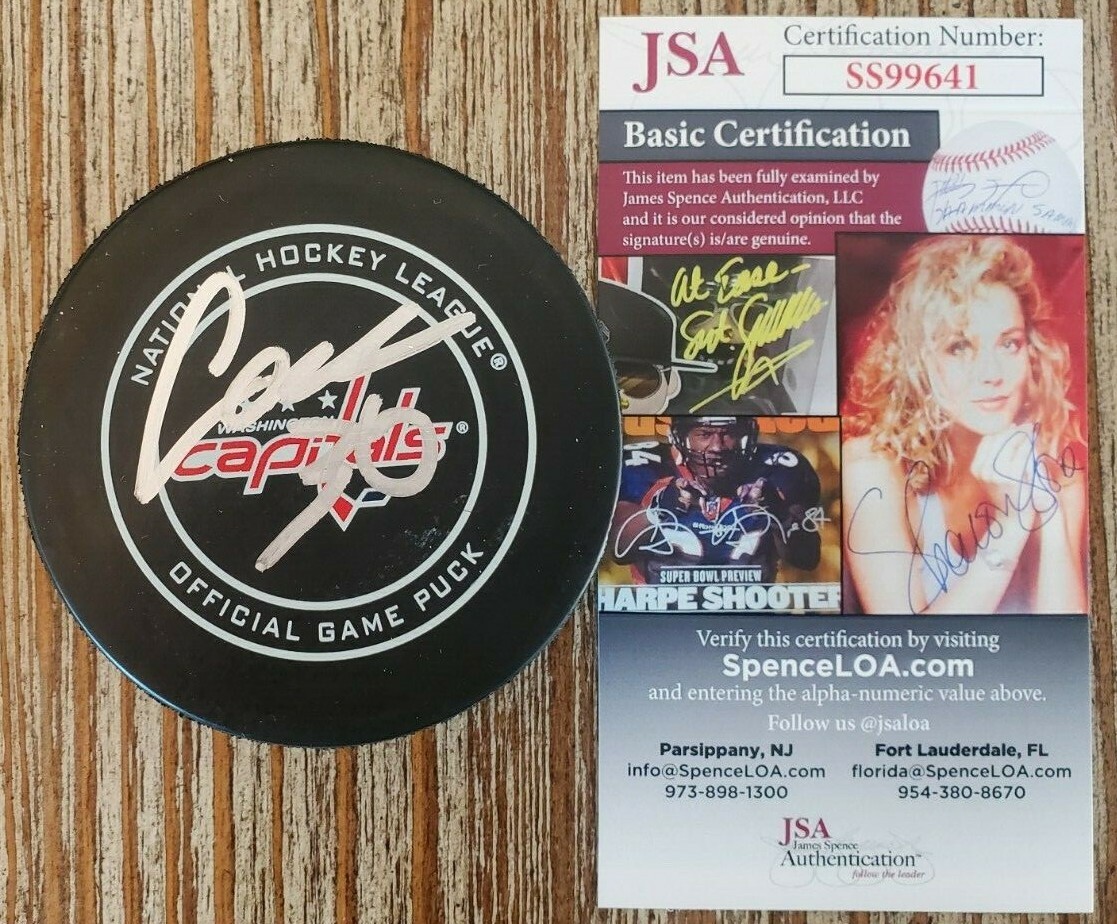 NATIONAL HOCKEY LEAGUE®
WASHINGTON
capitals®
OFFICIAL GAME PUCK
JSA
Certification Number:
SS99641
Basic Certification
This item has been fully examined by
James Spence Authentication, LLC
and it is our considered opinion that the
signature(s) is/are genuine.
At Ease -
84
SUPER BOWL PREVIEW
HARPE SHOOTER
Sharon Stone
Verify this certification by visiting
SpenceLOA.com
and entering the alpha-numeric value above.
Follow us @jsaloa
Parsippany, NJ
info@SpenceLOA.com
973-898-1300
Fort Lauderdale, FL
florida@SpenceLOA.com
954-380-8670
JSA
James Spence
Authentication™
follow the leader